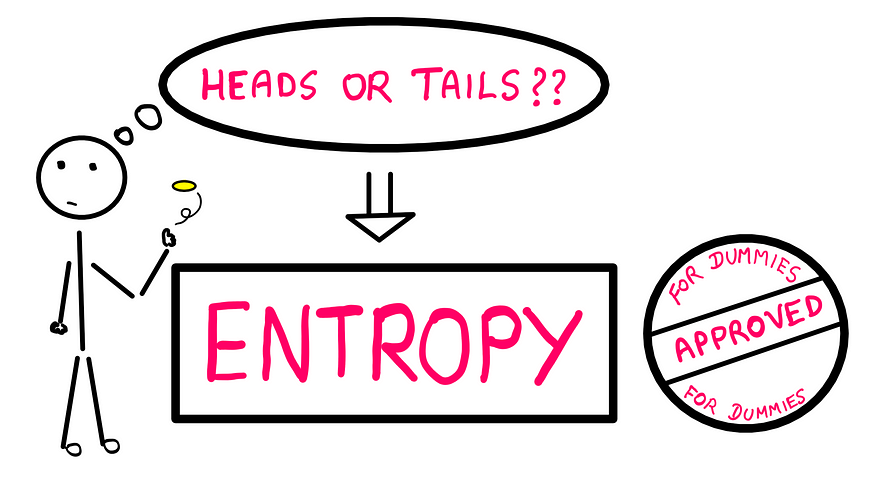 HEADS OR TAILS??
ENTROPY
FOR DUMMIES
APPROVED
FOR DUMMIES